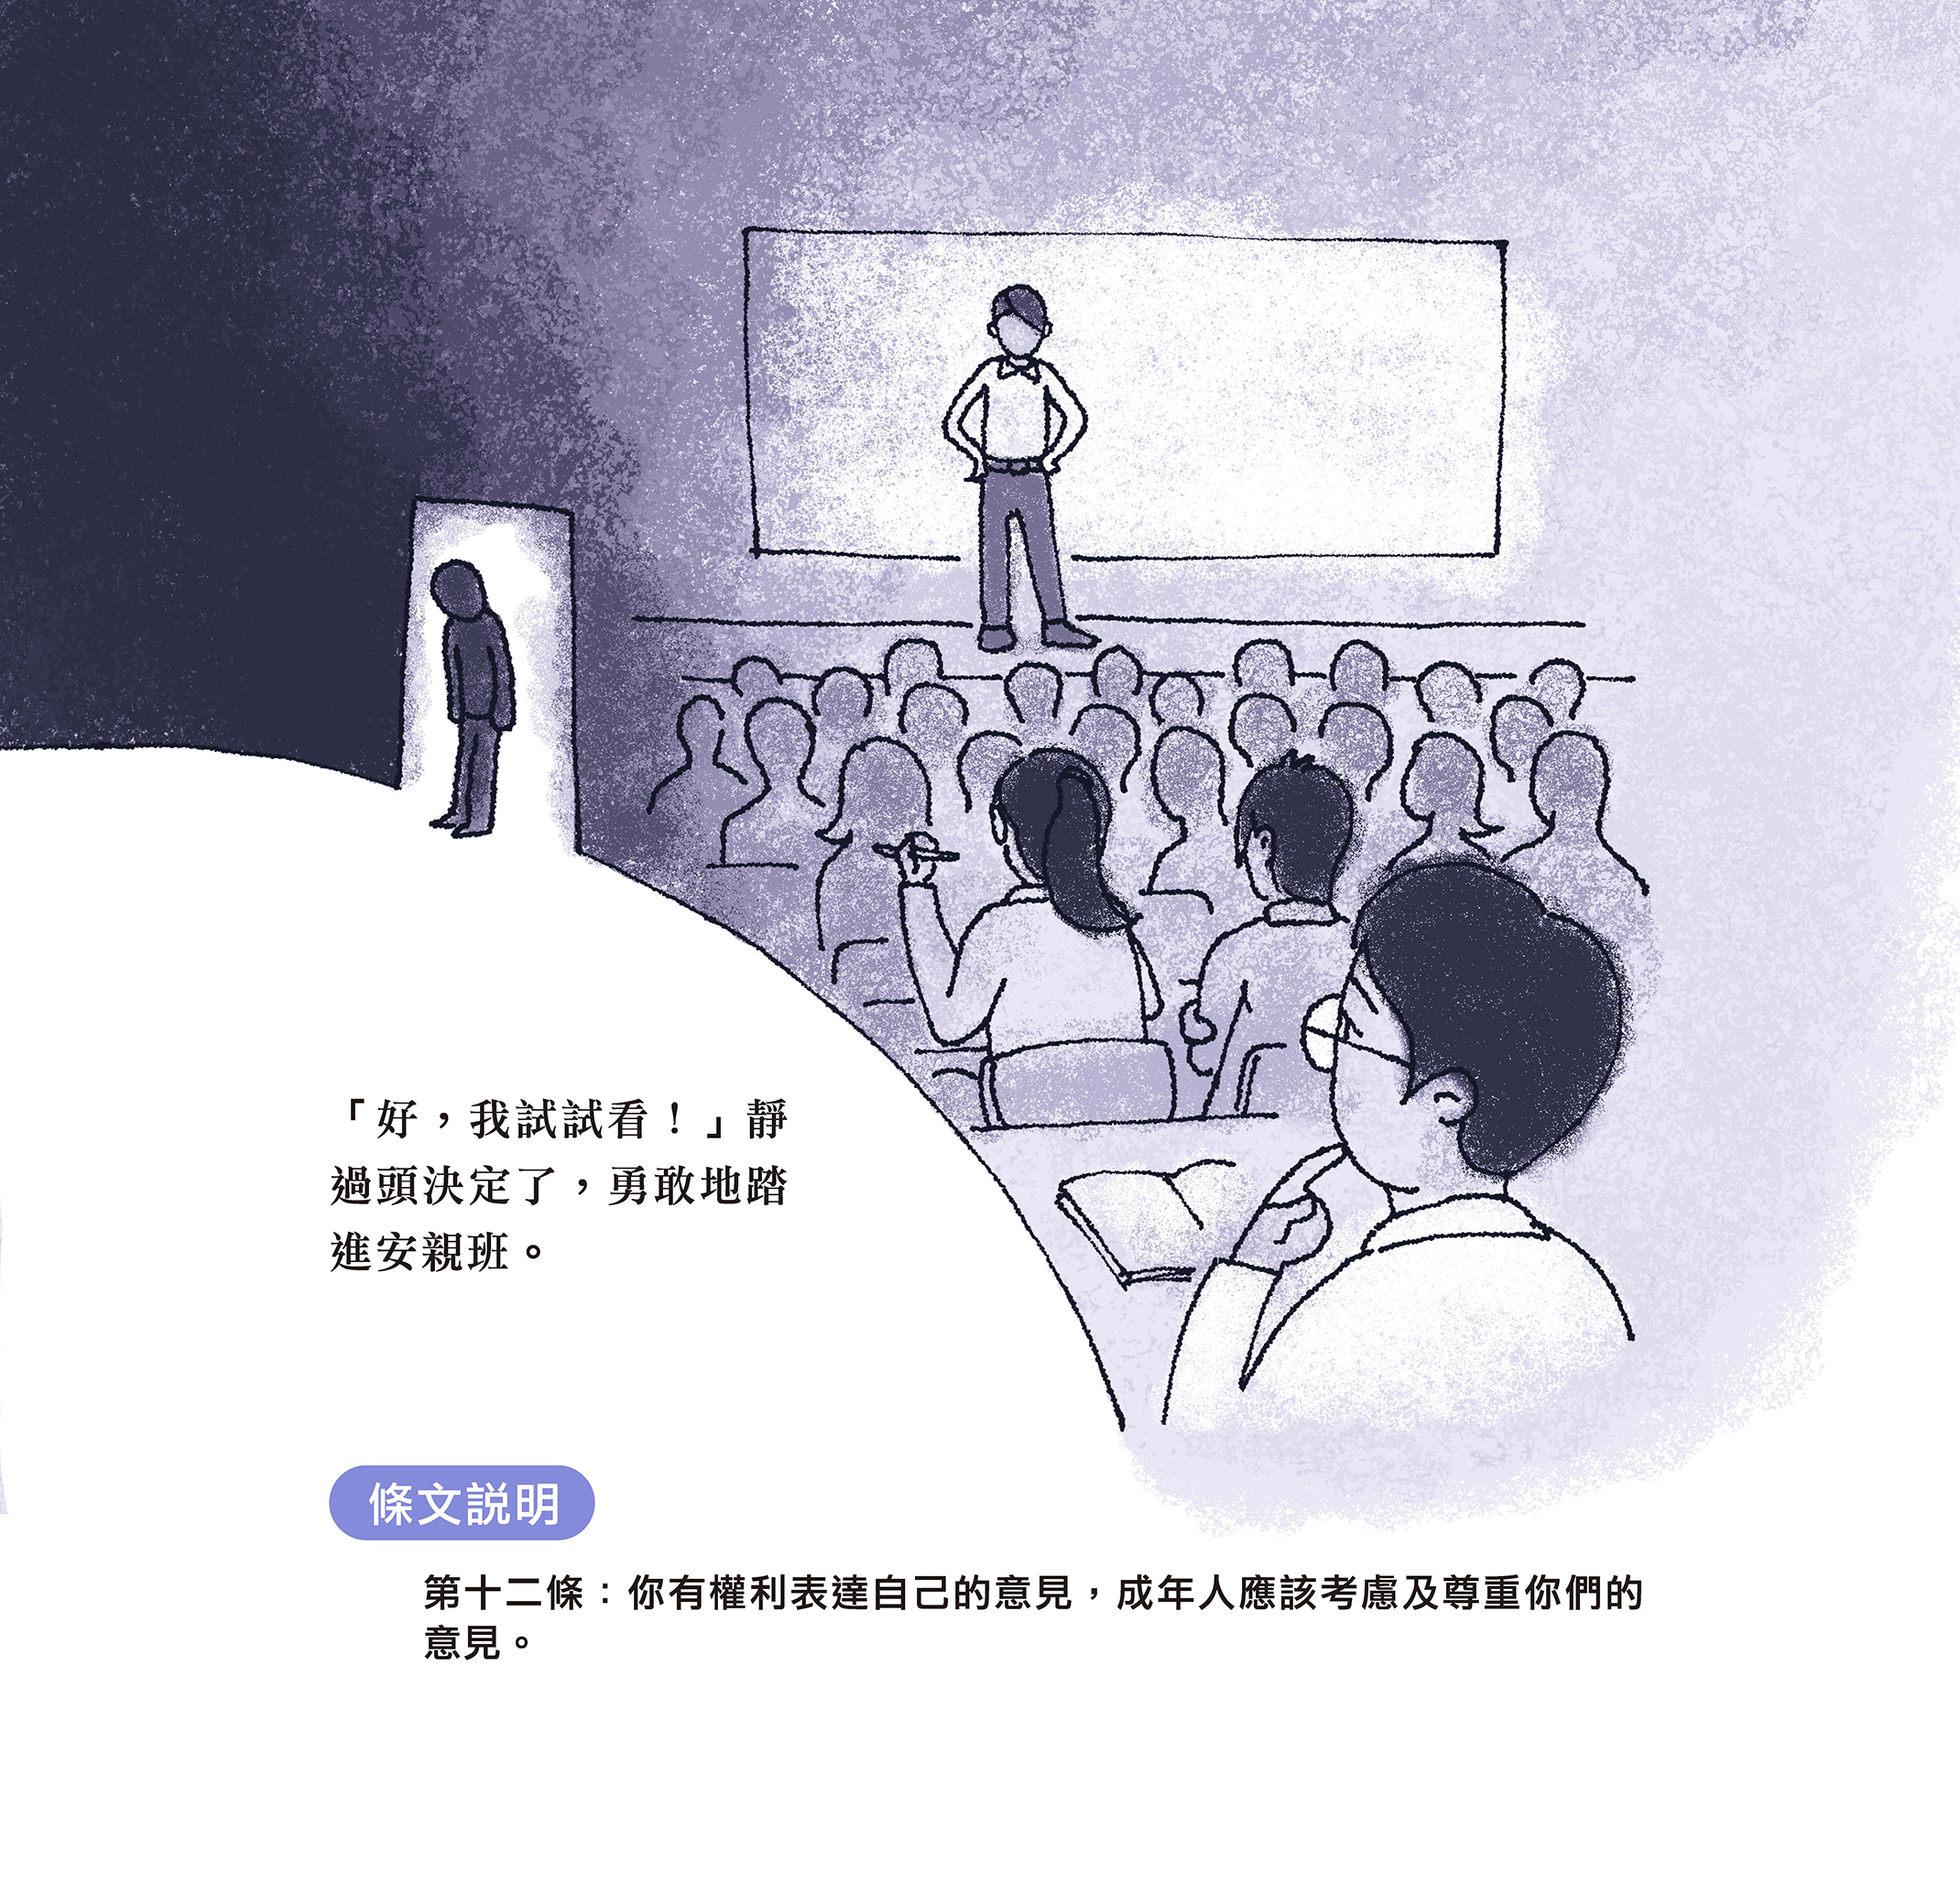 「好，我試試看！」靜
過頭決定了，勇敢地踏
進安親班。
條文説明
第十二條：你有權利表達自己的意見，成年人應該考慮及尊重你們的
意見。